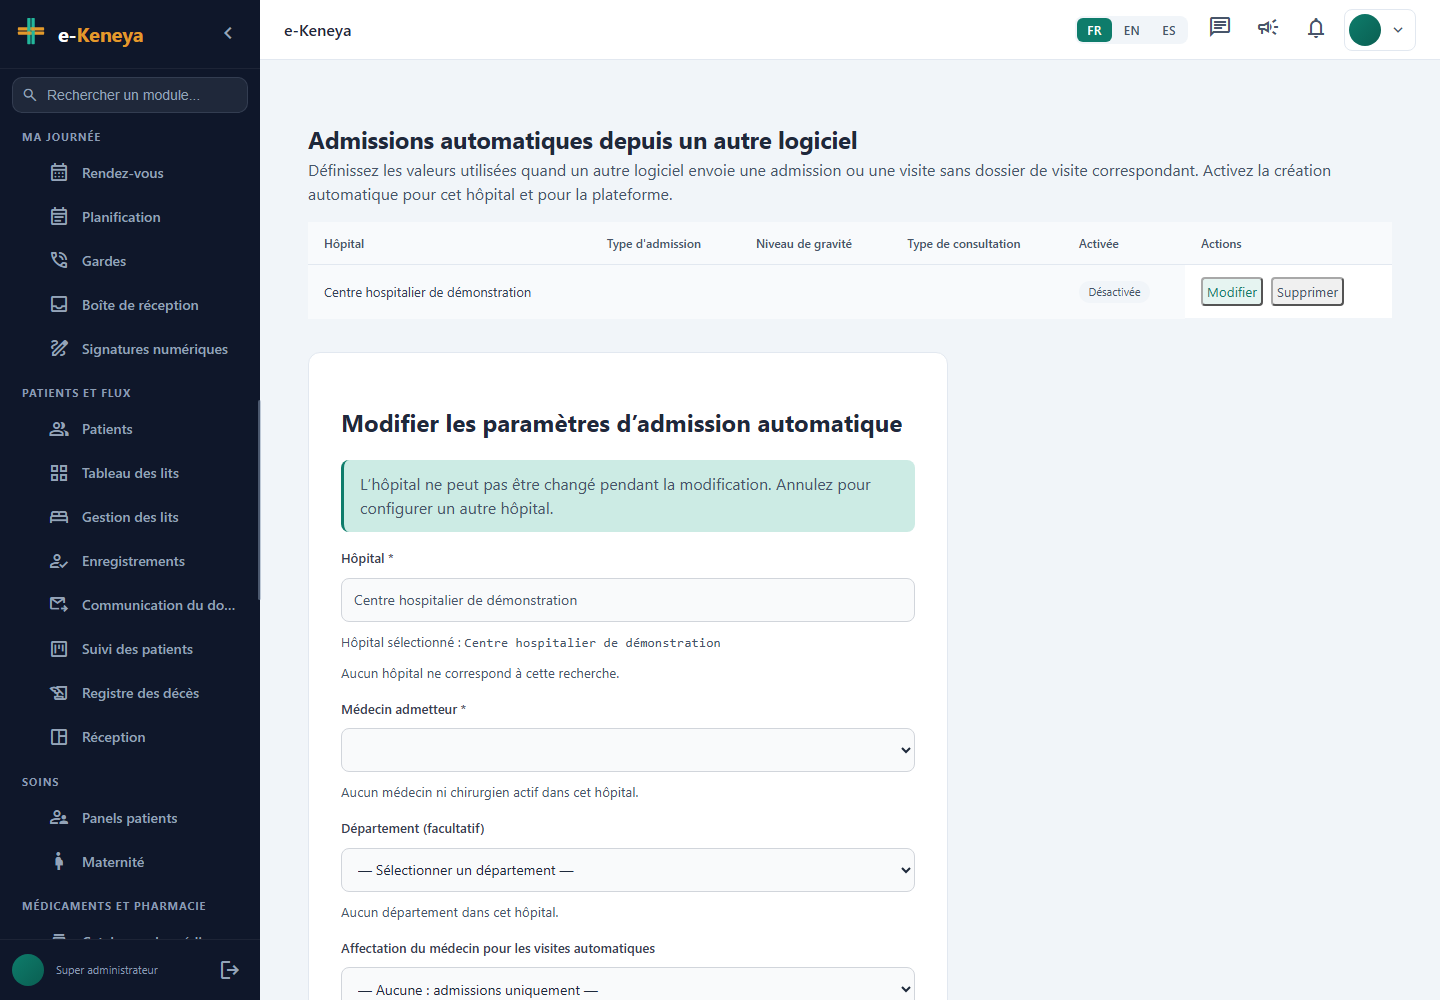 e-Keneya
Rechercher un module...
MA JOURNÉE
Rendez-vous
Planification
Gardes
Boîte de réception
Signatures numériques
PATIENTS ET FLUX
Patients
Tableau des lits
Gestion des lits
Enregistrements
Communication du do...
Suivi des patients
Registre des décès
Réception
SOINS
Panels patients
Maternité
MÉDICAMENTS ET PHARMACIE
Super administrateur
e-Keneya
FR EN ES
Admissions automatiques depuis un autre logiciel
Définissez les valeurs utilisées quand un autre logiciel envoie une admission ou une visite sans dossier de visite correspondant. Activez la création
automatique pour cet hôpital et pour la plateforme.
Hôpital Type d'admission Niveau de gravité Type de consultation Activée Actions
Centre hospitalier de démonstration Désactivée Modifier Supprimer
Modifier les paramètres d’admission automatique
L’hôpital ne peut pas être changé pendant la modification. Annulez pour
configurer un autre hôpital.
Hôpital *
Centre hospitalier de démonstration
Hôpital sélectionné : Centre hospitalier de démonstration
Aucun hôpital ne correspond à cette recherche.
Médecin admetteur *
Aucun médecin ni chirurgien actif dans cet hôpital.
Département (facultatif)
— Sélectionner un département —
Aucun département dans cet hôpital.
Affectation du médecin pour les visites automatiques
— Aucune : admissions uniquement —